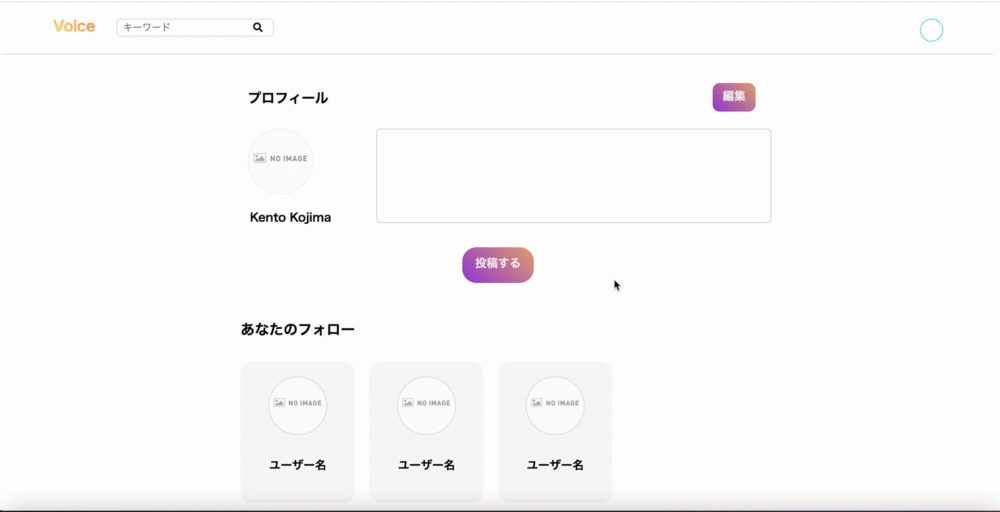 Voice
キーワード
プロフィール
編集
NO IMAGE
Kento Kojima
投稿する
あなたのフォロー
NO IMAGE
NO IMAGE
NO IMAGE
ユーザー名
ユーザー名
ユーザー名